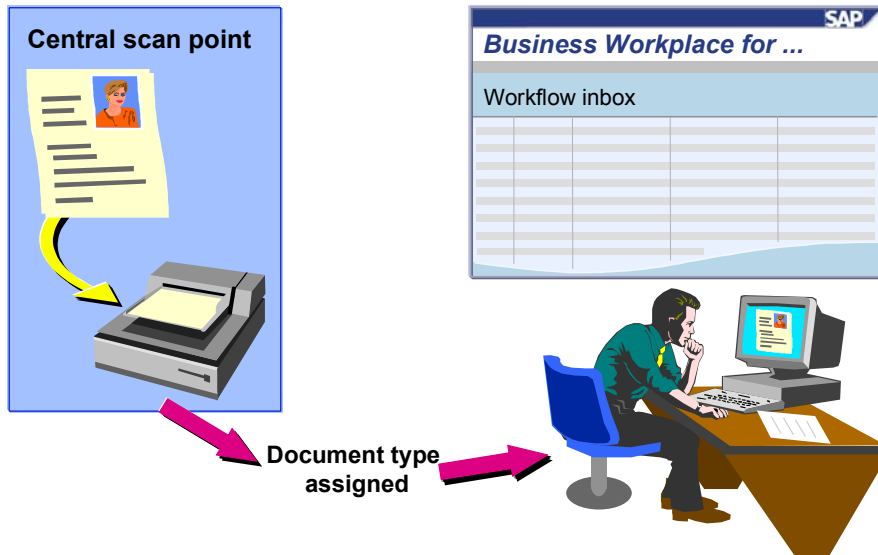 Central scan point
SAP
Business Workplace for ...
Workflow inbox
Document type
assigned